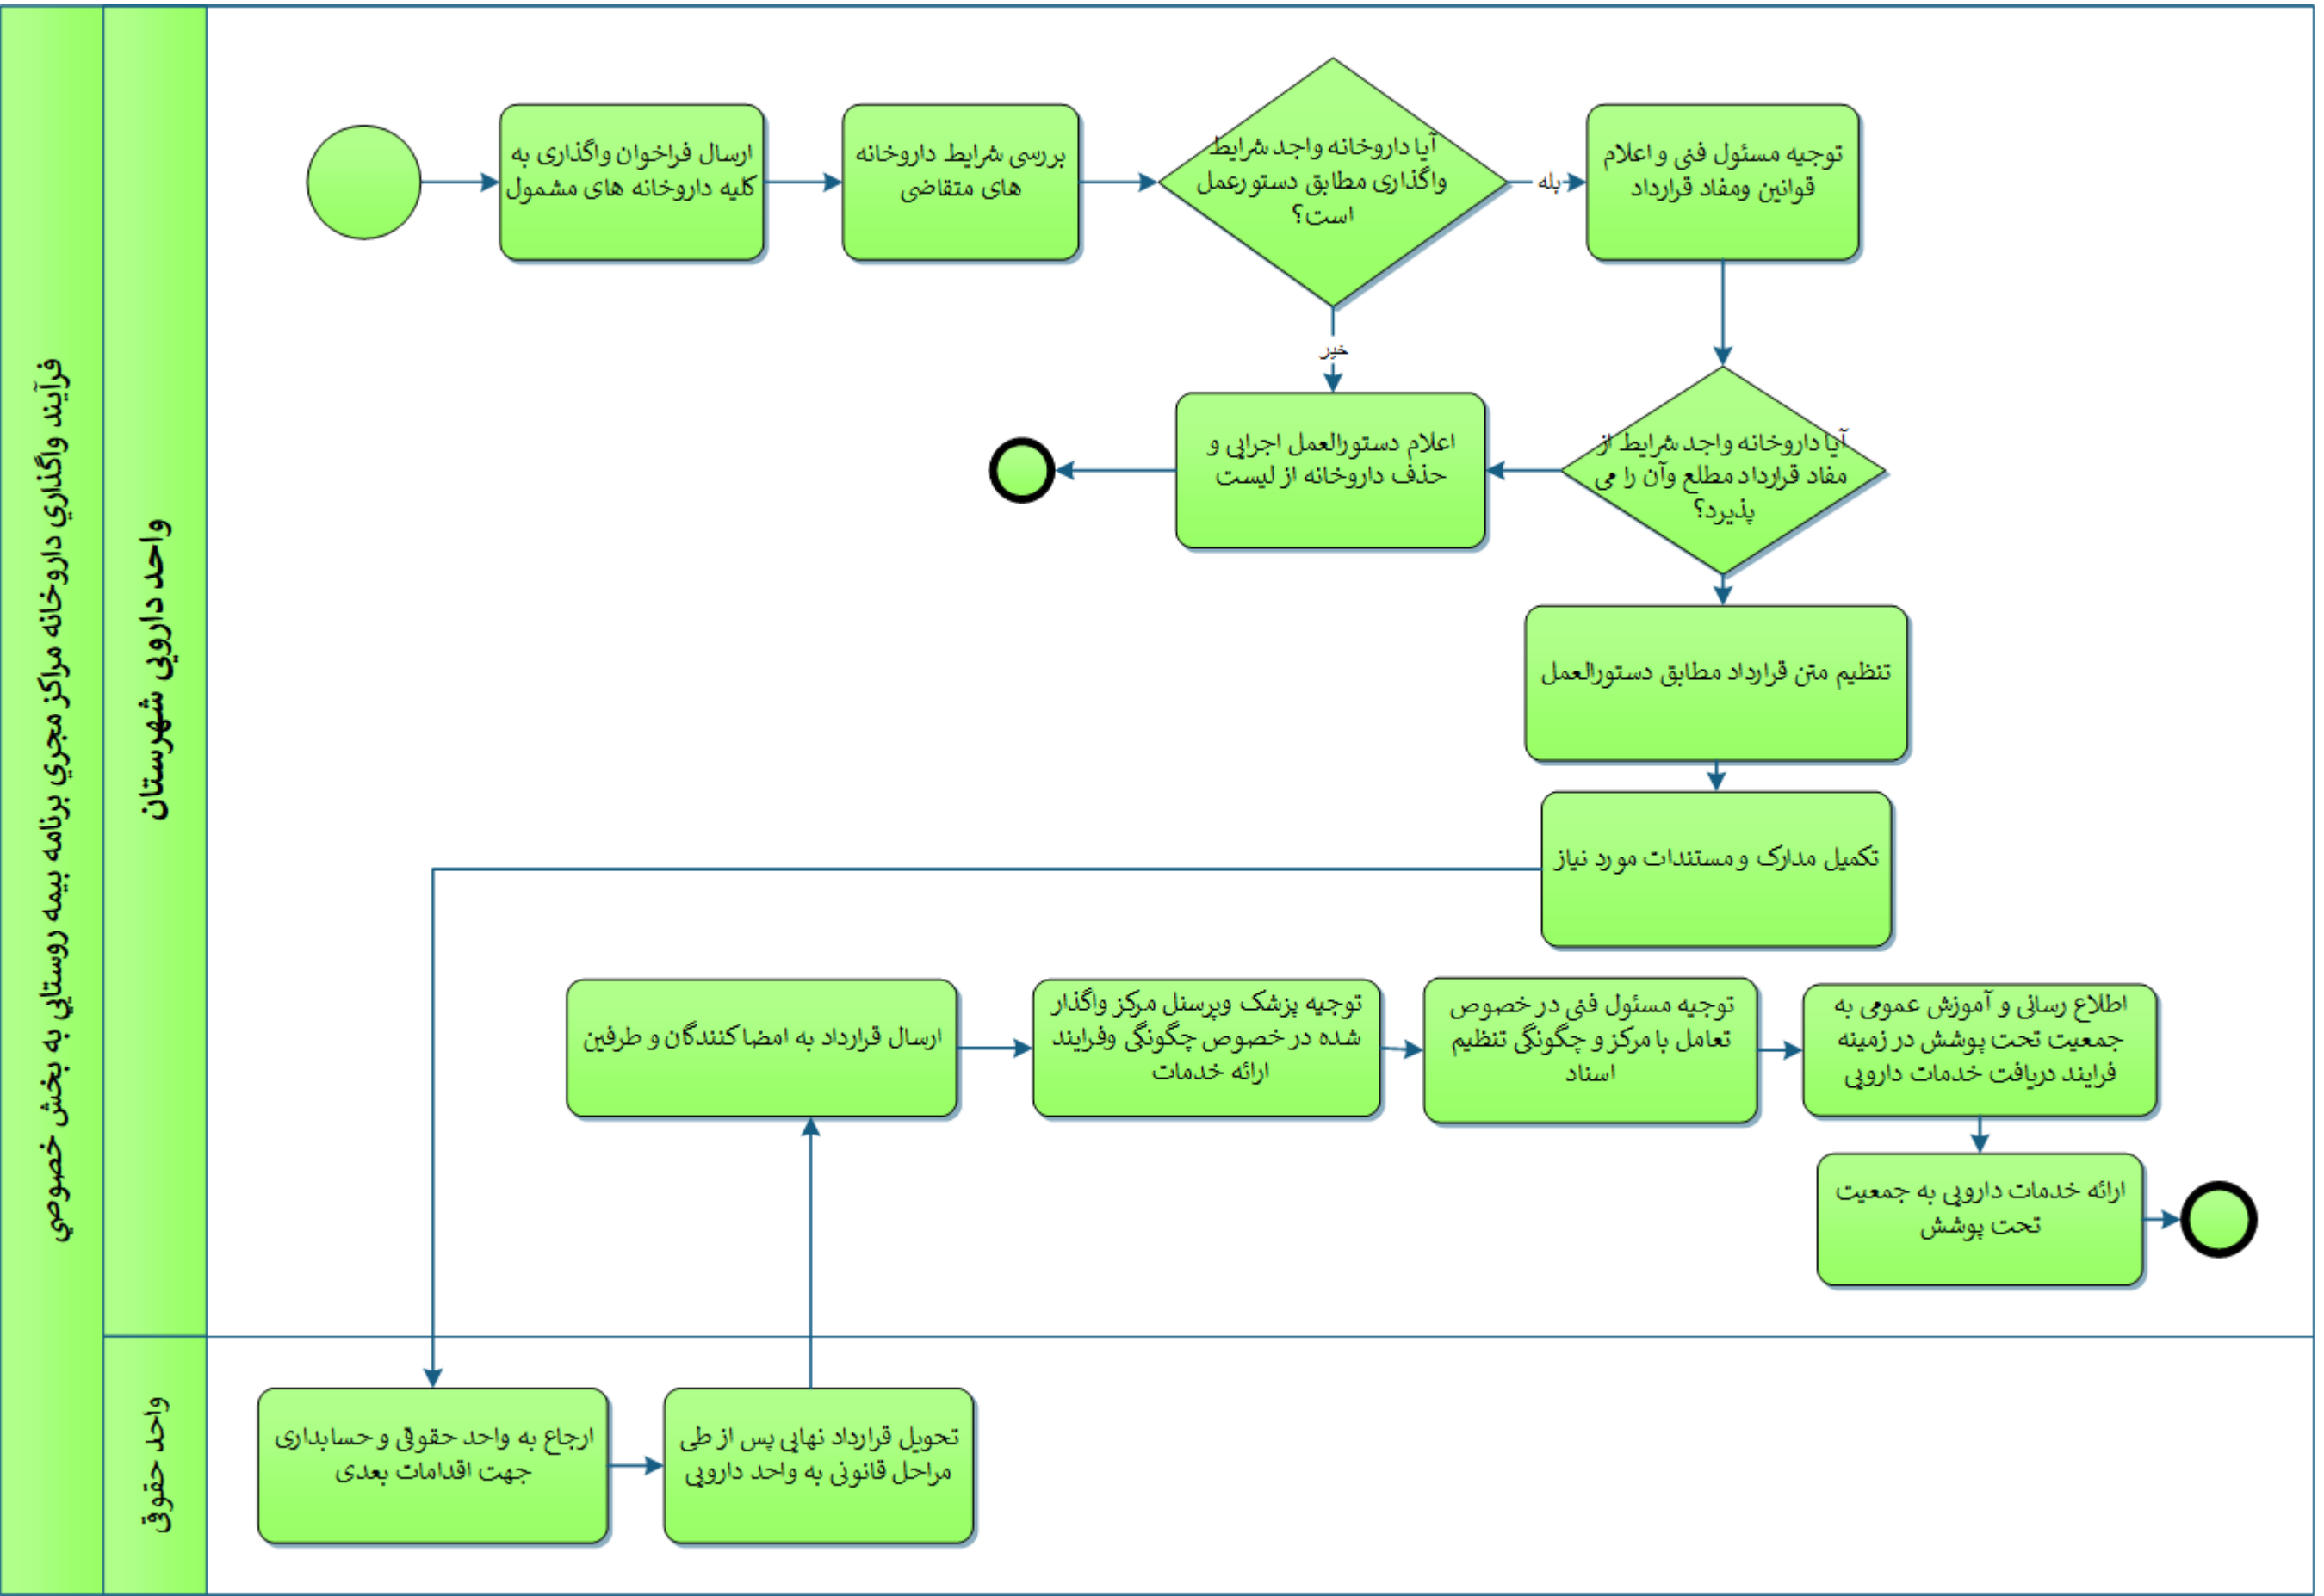 فرآيند واگذاري داروخانه مراكز مجري برنامه بيمه روستايي به بخش خصوصي
واحد دارویی شهرستان
ارسال فراخوان واگذاری به
کلیه داروخانه های مشمول
بررسی شرایط داروخانه
های متقاضی
آیا داروخانه واجد شرایط
واگذاری مطابق دستورعمل
است؟
بله
توجیه مسئول فنی و اعلام
قوانین ومفاد قرارداد
خیر
اعلام دستورالعمل اجرایی و
حذف داروخانه از لیست
آیا داروخانه واجد شرایط از
مفاد قرارداد مطلع وآن را می
پذیرد؟
تنظیم متن قرارداد مطابق دستورالعمل
تکمیل مدارک و مستندات مورد نیاز
ارسال قرارداد به امضا کنندگان و طرفین
توجیه پزشک وپرسنل مرکز واگذار
شده در خصوص چگونگی وفرایند
ارائه خدمات
توجیه مسئول فنی در خصوص
تعامل با مرکز و چگونگی تنظیم
اسناد
اطلاع رسانی و آموزش عمومی به
جمعیت تحت پوشش در زمینه
فرایند دریافت خدمات دارویی
ارائه خدمات دارویی به جمعیت
تحت پوشش
واحد حقوقی
ارجاع به واحد حقوقی و حسابداری
جهت اقدامات بعدی
تحویل قرارداد نهایی پس از طی
مراحل قانونی به واحد دارویی